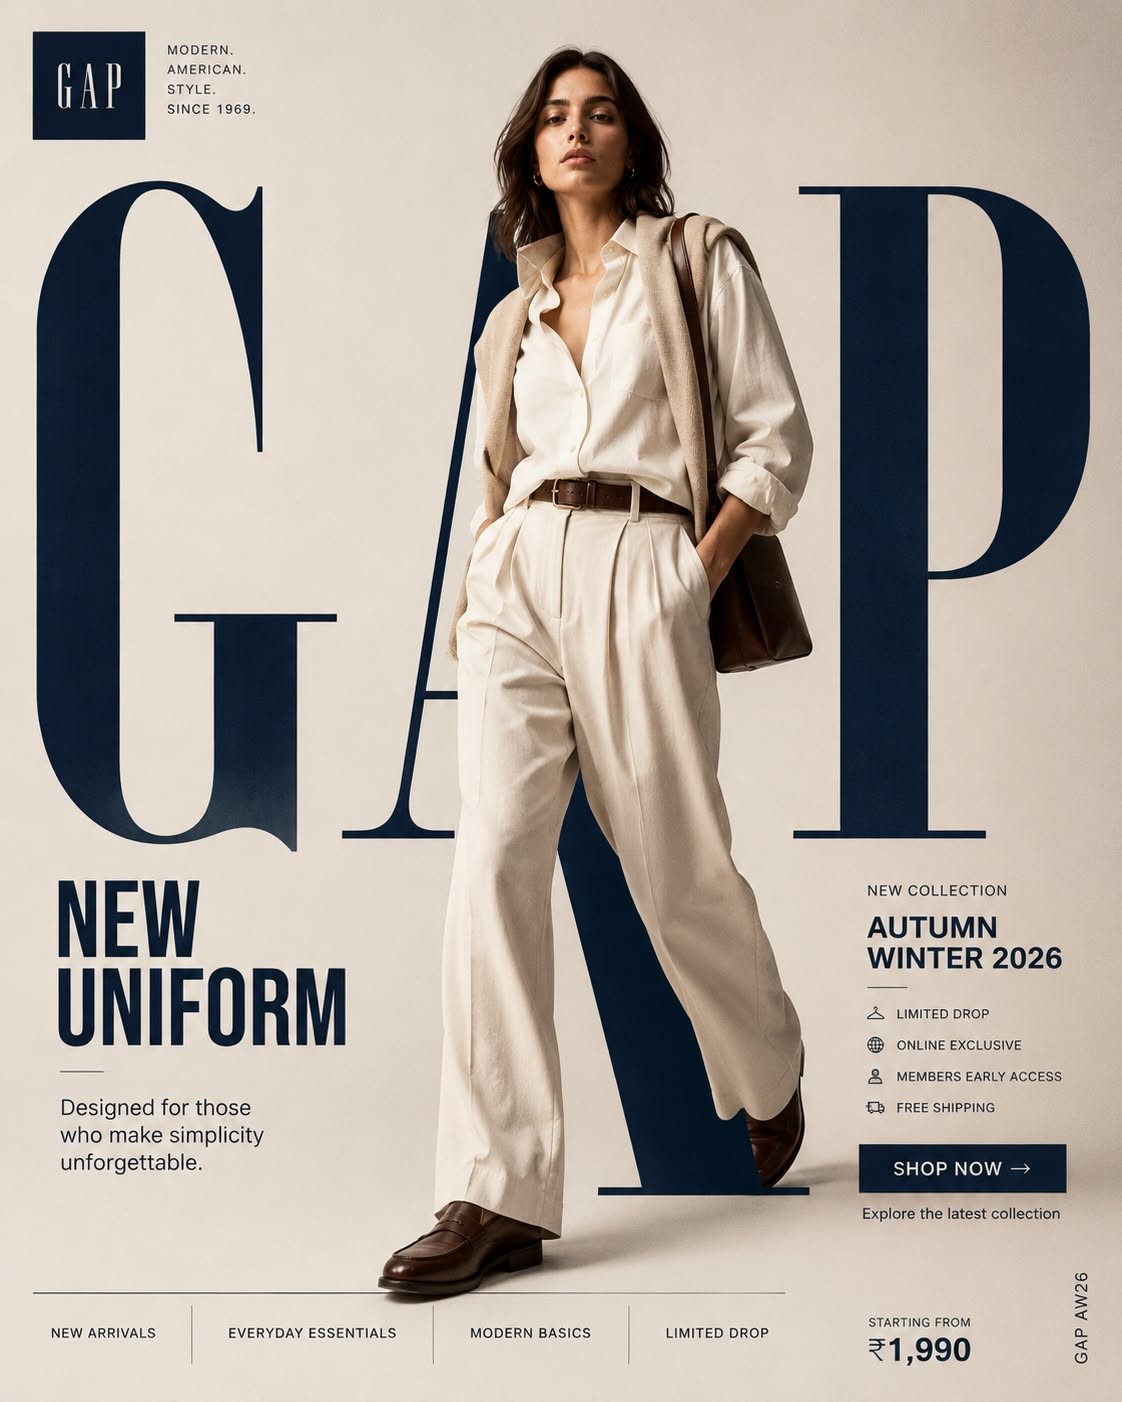 GAP
MODERN.
AMERICAN.
STYLE.
SINCE 1969.
GAP
NEW
UNIFORM
Designed for those
who make simplicity
unforgettable.
NEW COLLECTION
AUTUMN
WINTER 2026
LIMITED DROP
ONLINE EXCLUSIVE
MEMBERS EARLY ACCESS
FREE SHIPPING
SHOP NOW →
Explore the latest collection
NEW ARRIVALS
EVERYDAY ESSENTIALS
MODERN BASICS
LIMITED DROP
STARTING FROM
₹1,990
GAP AW26